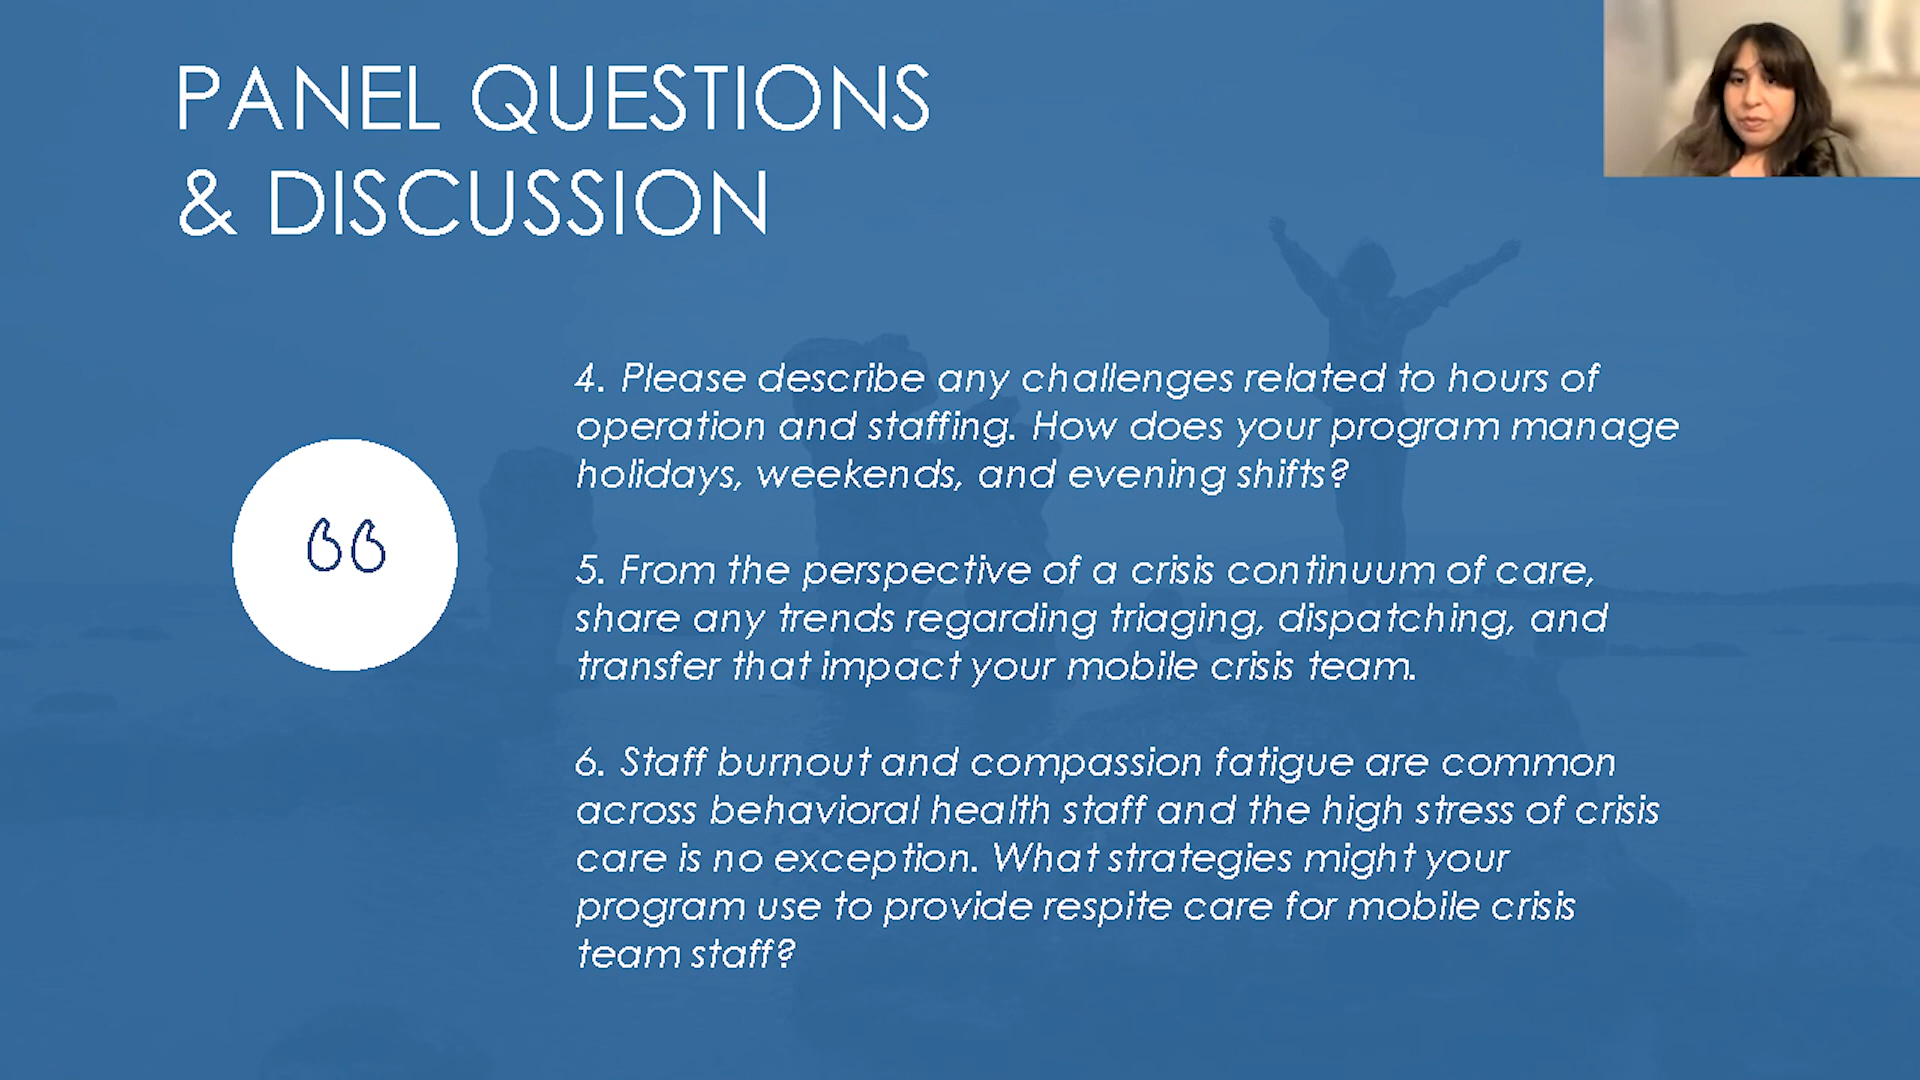 PANEL QUESTIONS
& DISCUSSION
“
4. Please describe any challenges related to hours of
operation and staffing. How does your program manage
holidays, weekends, and evening shifts?
5. From the perspective of a crisis continuum of care,
share any trends regarding triaging, dispatching, and
transfer that impact your mobile crisis team.
6. Staff burnout and compassion fatigue are common
across behavioral health staff and the high stress of crisis
care is no exception. What strategies might your
program use to provide respite care for mobile crisis
team staff?